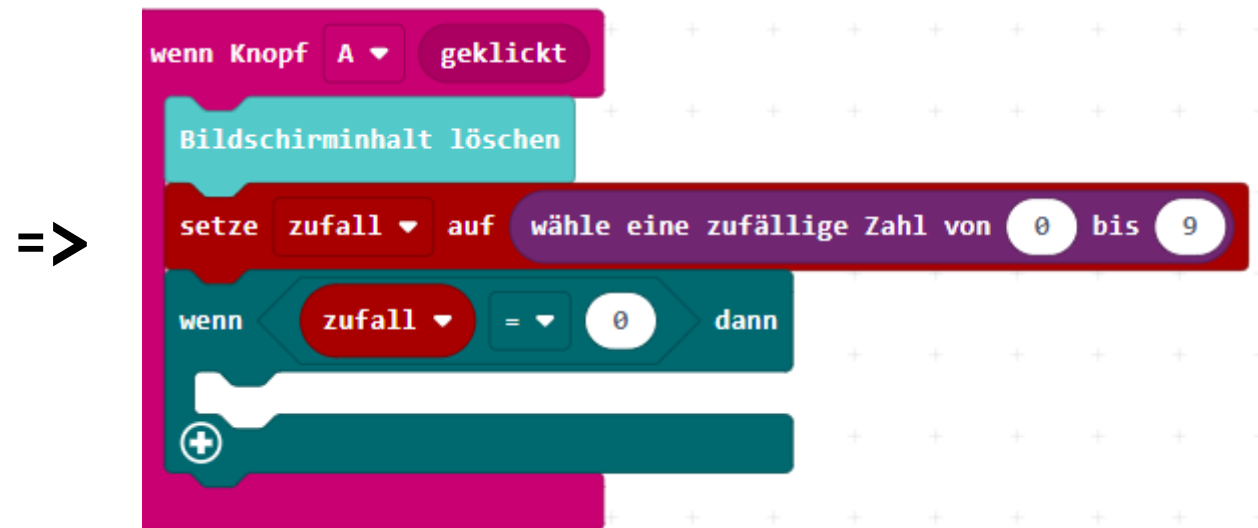 wenn Knopf A geklickt
Bildschirminhalt löschen
=> setze zufall auf wähle eine zufällige Zahl von 0 bis 9
wenn zufall = 0 dann